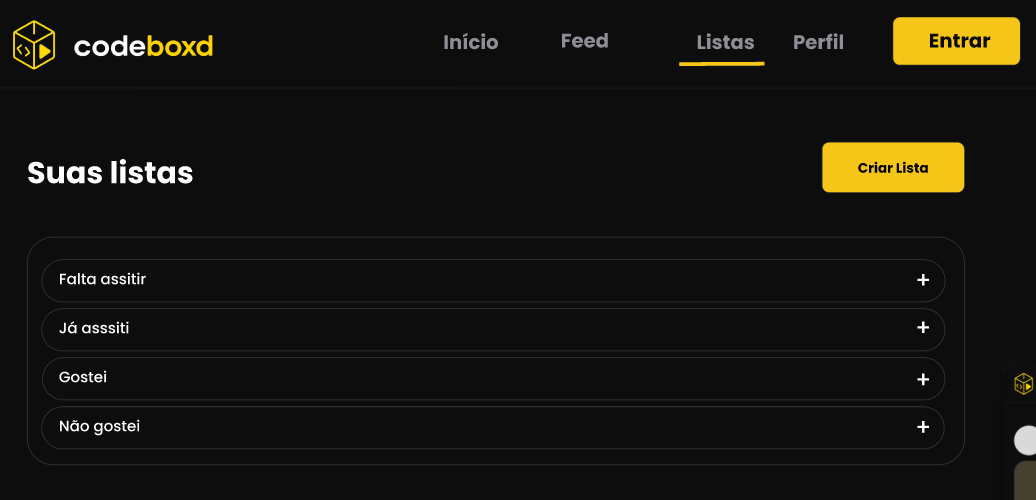 codeboxd
Início Feed Listas Perfil Entrar
Suas listas
Criar Lista
Falta assitir +
Já asssiti +
Gostei +
Não gostei +